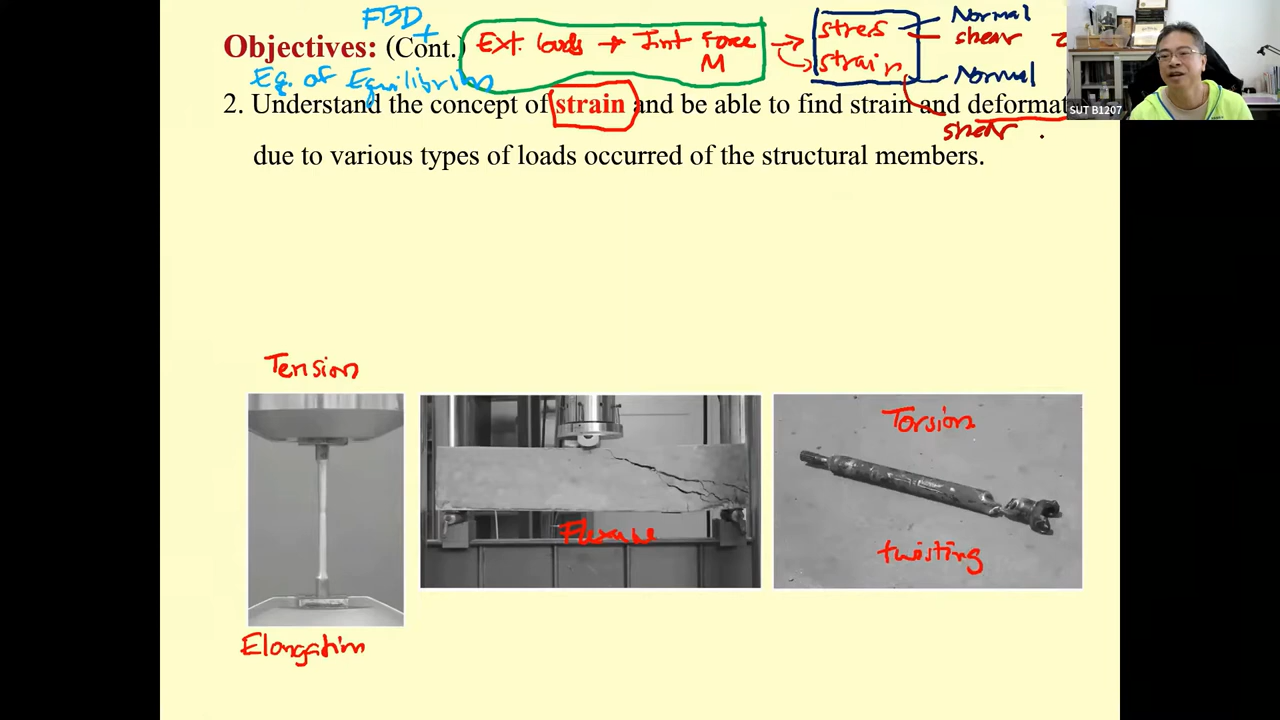 FBD +
Objectives: (Cont.) Ext. loads → Int Force → stress Normal shear
M strain Normal
Eq. of Equilibrium
2. Understand the concept of strain and be able to find strain and deformat
SUT B1207
shear
due to various types of loads occurred of the structural members.
Tension
Torsion
Flexure
twisting
Elongation